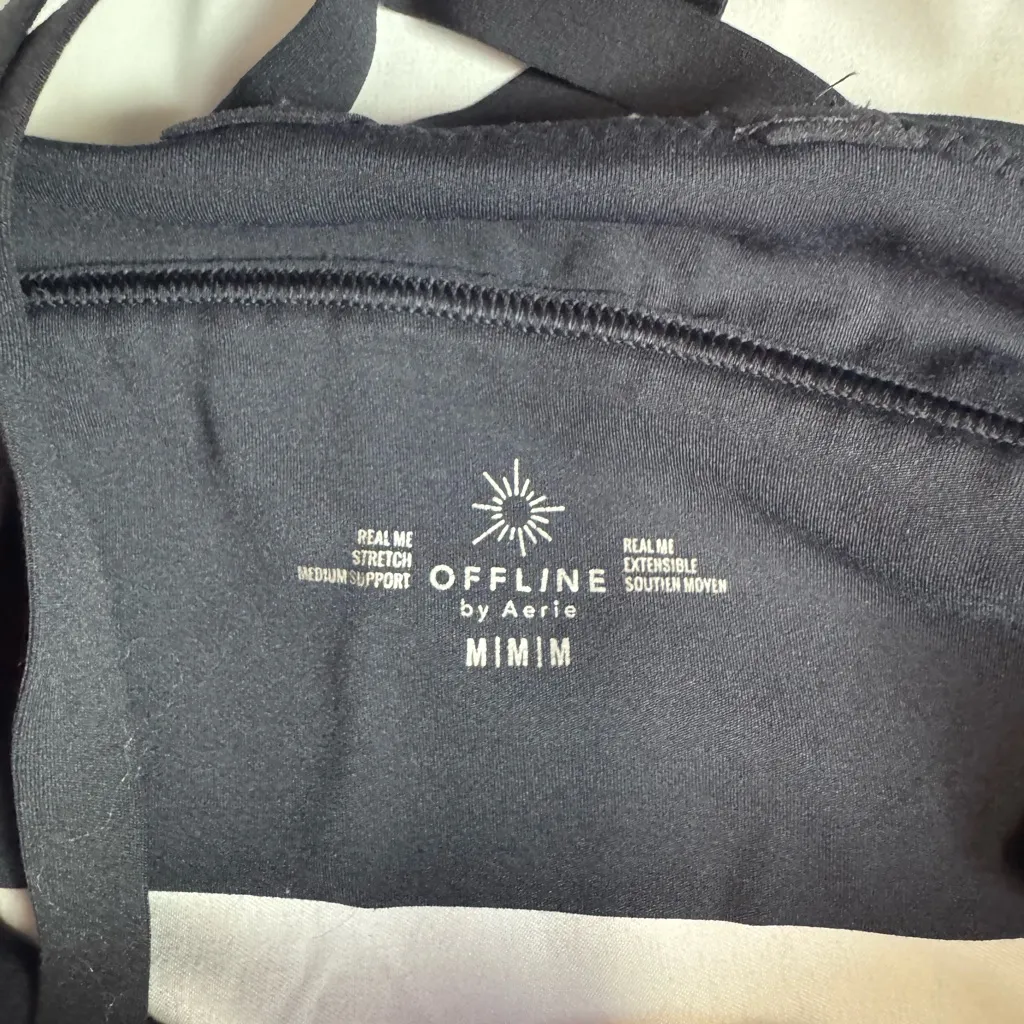 REAL ME
STRETCH
MEDIUM SUPPORT
OFFLINE
by Aerie
M|M|M
REAL ME
EXTENSIBLE
SOUTIEN MOYEN